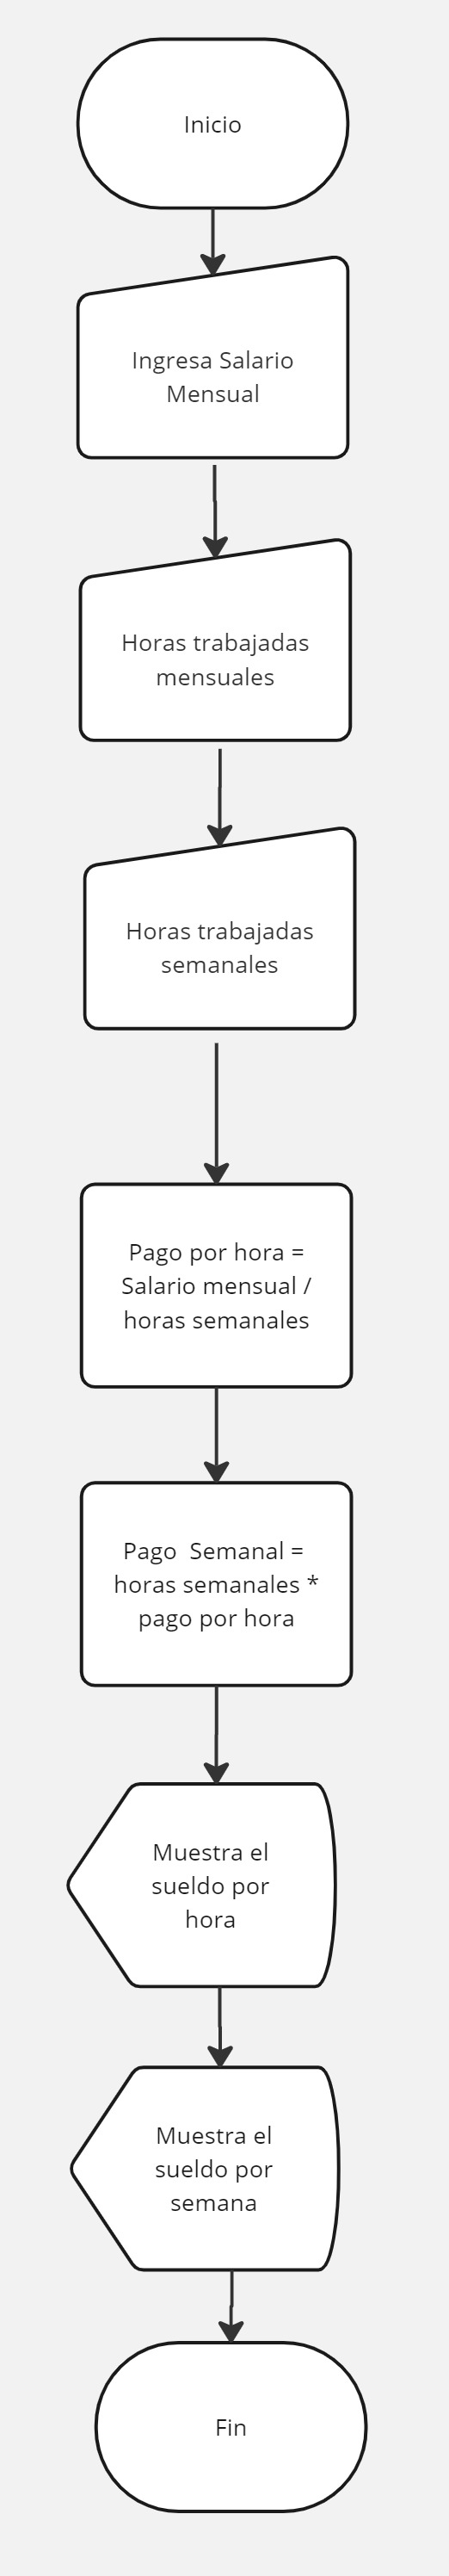 Inicio
Ingresa Salario
Mensual
Horas trabajadas
mensuales
Horas trabajadas
semanales
Pago por hora =
Salario mensual /
horas semanales
Pago  Semanal =
horas semanales *
pago por hora
Muestra el
sueldo por
hora
Muestra el
sueldo por
semana
Fin